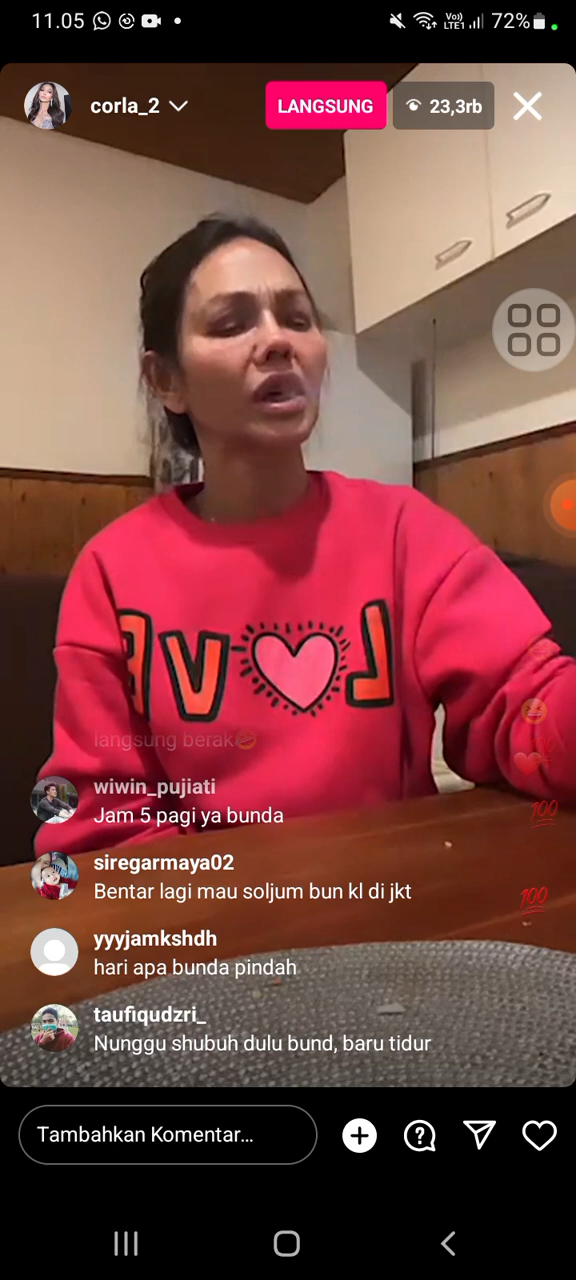 11.05
Vo))
LTE1
72%
corla_2
LANGSUNG
23,3rb
LOVE
langsung berak😆
wiwin_pujiati
Jam 5 pagi ya bunda
siregarmaya02
Bentar lagi mau soljum bun kl di jkt
yyyjamkshdh
hari apa bunda pindah
taufiqudzri_
Nunggu shubuh dulu bund, baru tidur
💯
💯
Tambahkan Komentar...